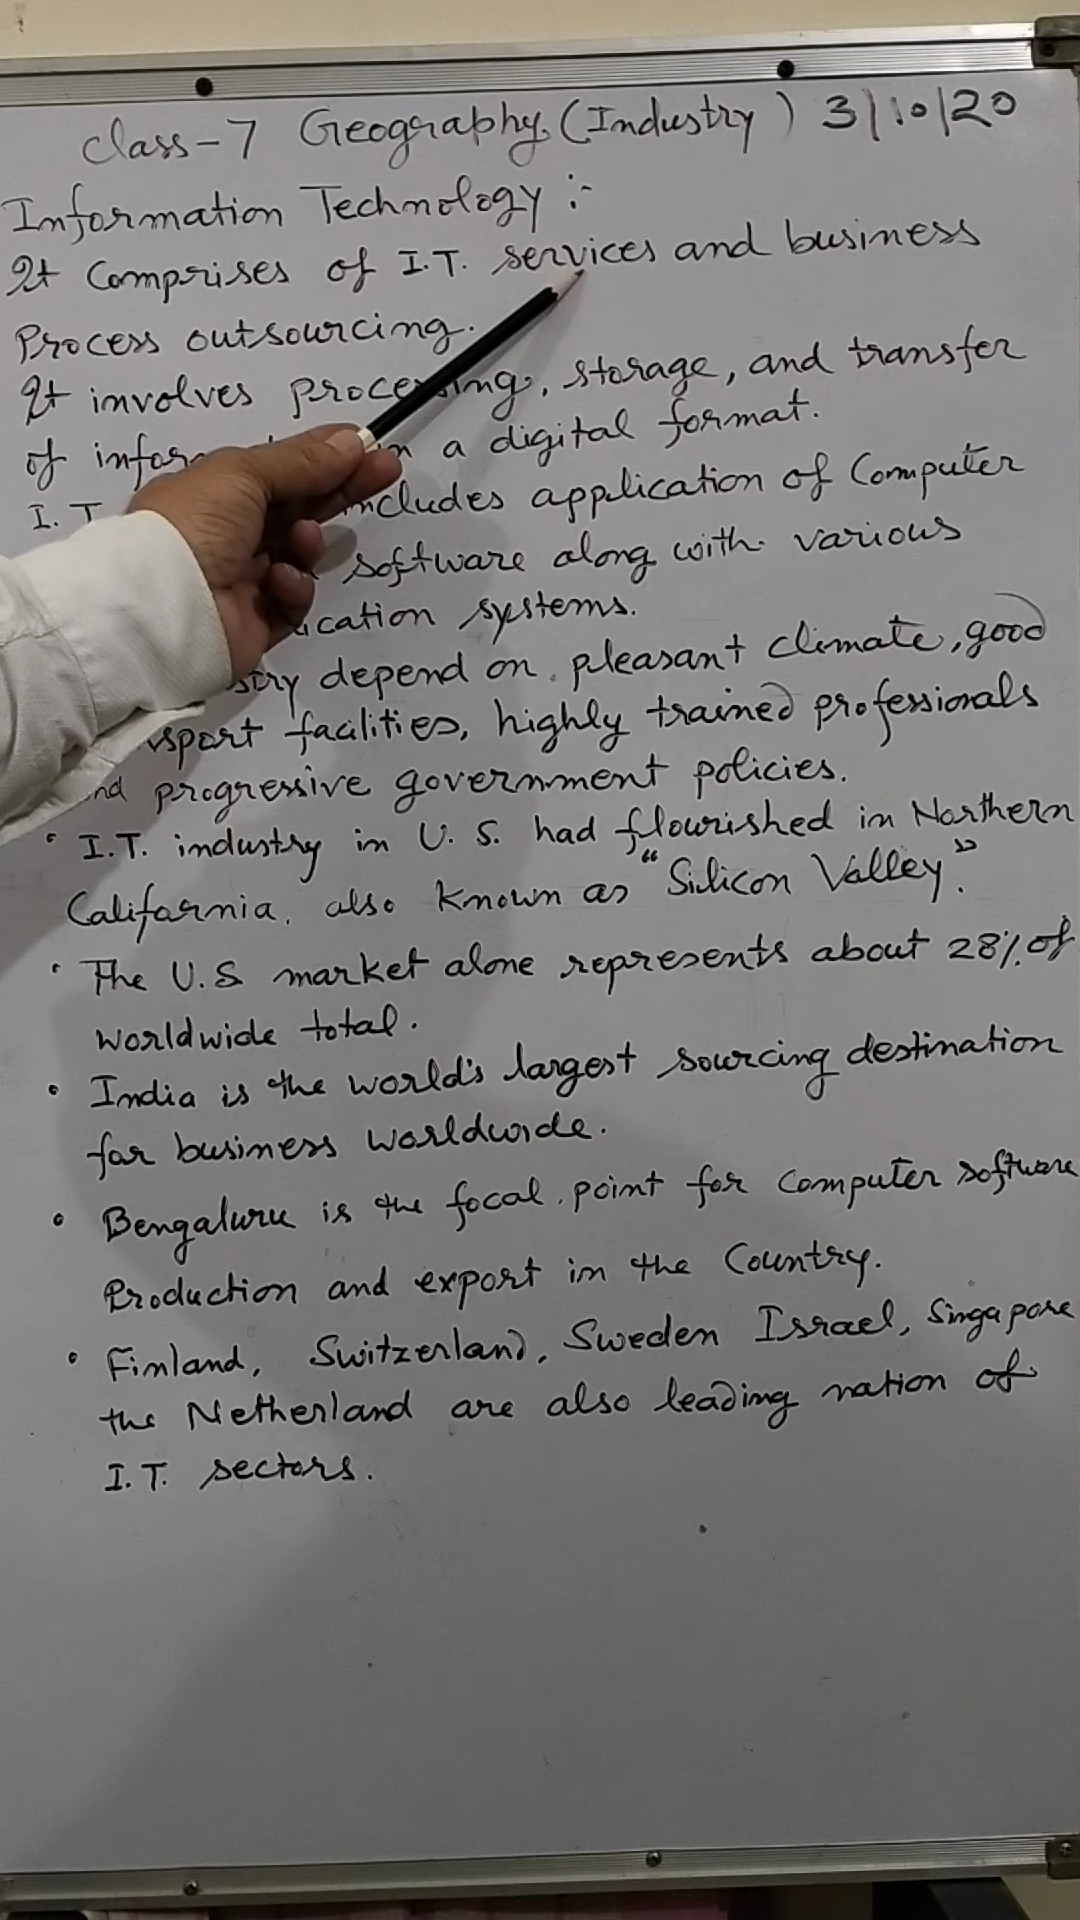 Class-7 Geography (Industry) 3/10/20
Information Technology :-
It Comprises of I.T. services and business
Process outsourcing.
It involves processing, storage, and transfer
of in a digital format.
I.T includes application of Computer
software along with various
systems.
depend on pleasant climate, good
facilities, highly trained professionals
progressive government policies.
• I.T. industry in U.S. had flourished in Northern
California. also known as "Silicon Valley".
• The U.S market alone represents about 28% of
worldwide total.
• India is the world's largest sourcing destination
for business worldwide.
• Bengaluru is the focal point for Computer software
Production and export in the Country.
• Finland, Switzerland, Sweden Israel, Singapore
the Netherland are also leading nation of
I.T. sectors.